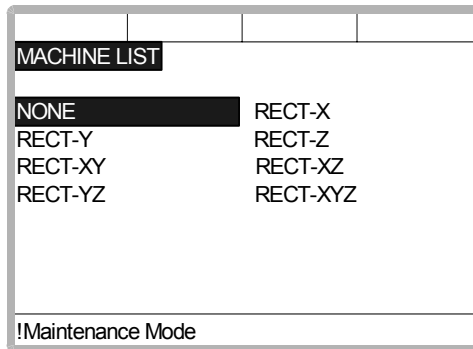 MACHINE LIST
NONE RECT-X
RECT-Y RECT-Z
RECT-XY RECT-XZ
RECT-YZ RECT-XYZ
!Maintenance Mode